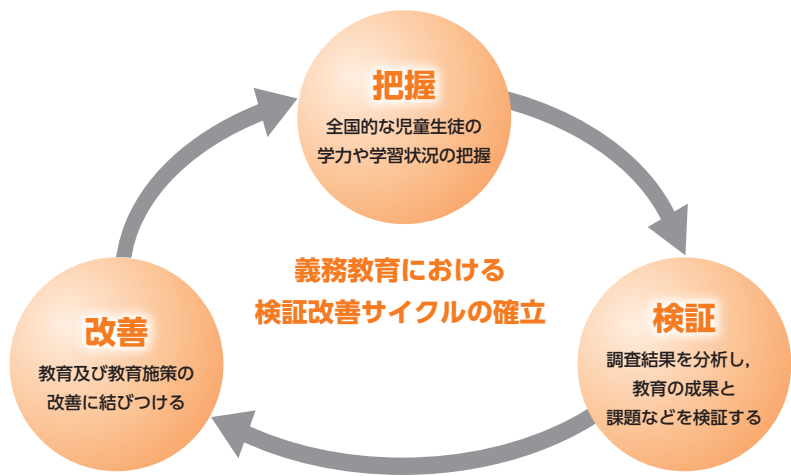 把握
全国的な児童生徒の
学力や学習状況の把握
義務教育における
検証改善サイクルの確立
検証
調査結果を分析し,
教育の成果と
課題などを検証する
改善
教育及び教育施策の
改善に結びつける